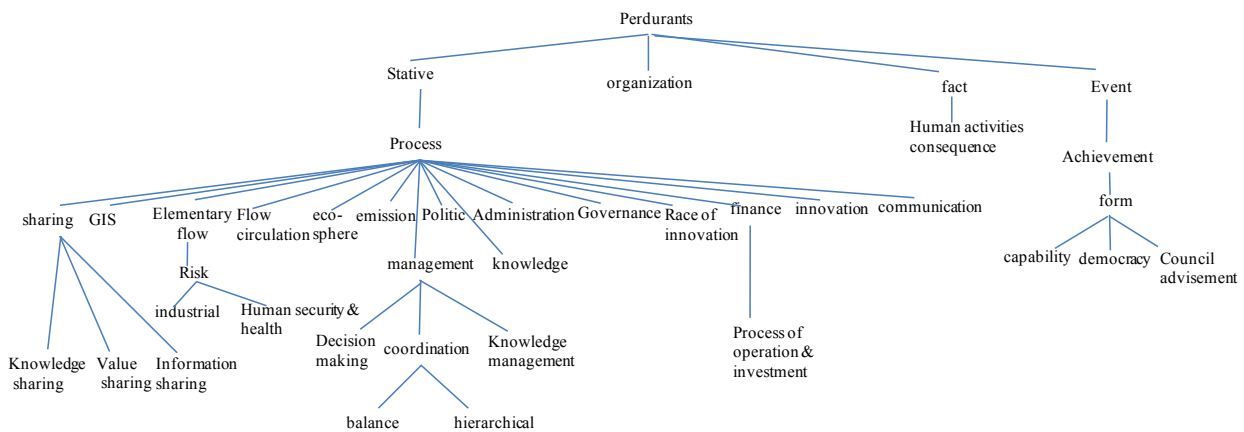 Perdurants
Stative
organization
fact
Event
Human activities
consequence
Process
Achievement
sharing
GIS
Elementary
flow
Flow
circulation
eco-
sphere
emission
Politic
Administration
Governance
Race of
innovation
finance
innovation
communication
form
management
knowledge
capability
democracy
Council
advisement
Risk
industrial
Human security &
health
Decision
making
coordination
Knowledge
management
Process of
operation &
investment
Knowledge
sharing
Value
sharing
Information
sharing
balance
hierarchical